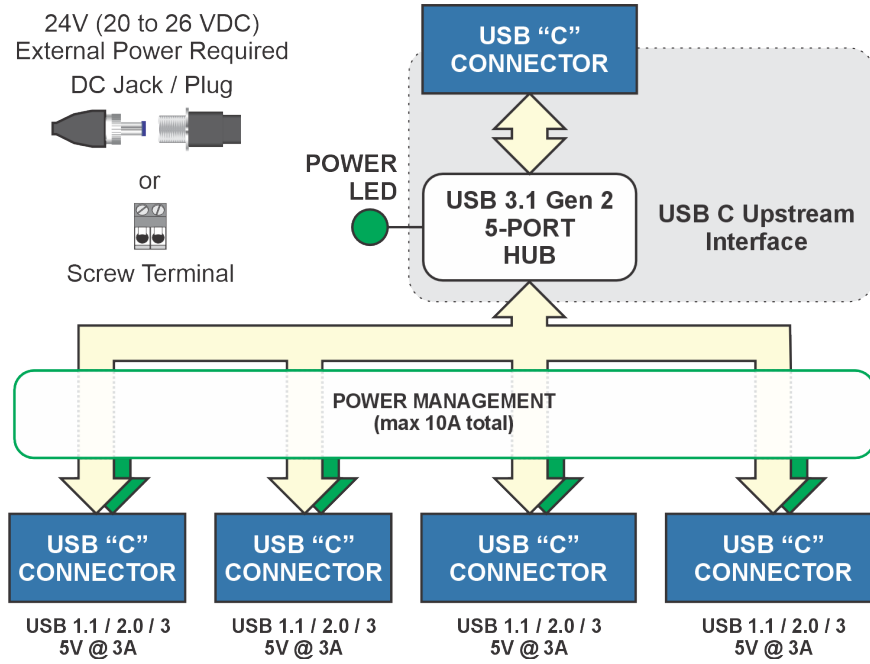 24V (20 to 26 VDC)
External Power Required
DC Jack / Plug
or
Screw Terminal
USB “C”
CONNECTOR
POWER
LED
USB 3.1 Gen 2
5-PORT
HUB
USB C Upstream
Interface
POWER MANAGEMENT
(max 10A total)
USB “C”
CONNECTOR
USB 1.1 / 2.0 / 3
5V @ 3A
USB “C”
CONNECTOR
USB 1.1 / 2.0 / 3
5V @ 3A
USB “C”
CONNECTOR
USB 1.1 / 2.0 / 3
5V @ 3A
USB “C”
CONNECTOR
USB 1.1 / 2.0 / 3
5V @ 3A